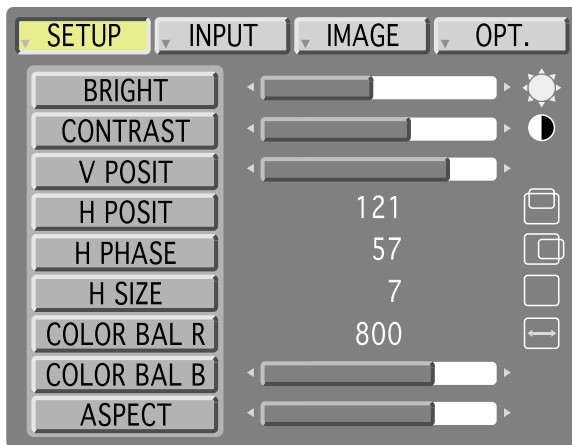 SETUP INPUT IMAGE OPT.
BRIGHT
CONTRAST
V POSIT
H POSIT 121
H PHASE 57
H SIZE 7
COLOR BAL R 800
COLOR BAL B
ASPECT